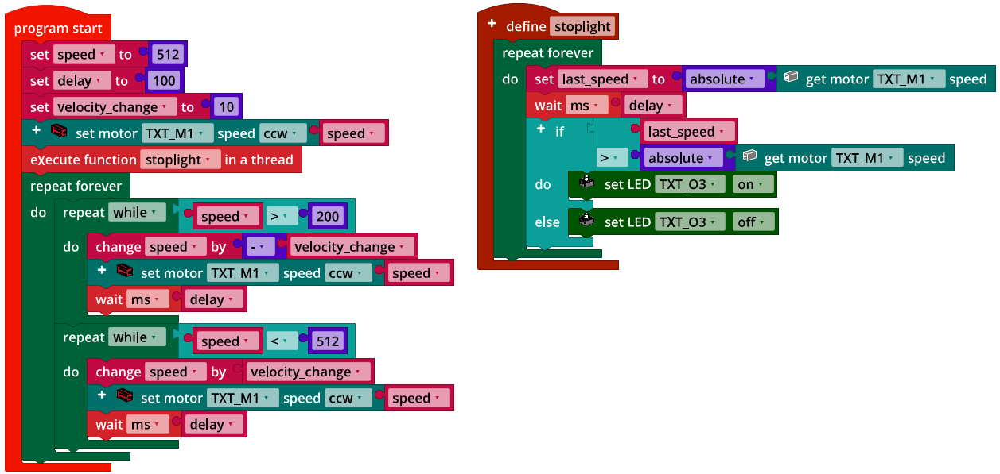 program start
set speed to 512
set delay to 100
set velocity_change to 10
+ set motor TXT_M1 speed ccw speed
execute function stoplight in a thread
repeat forever
do repeat while speed > 200
do change speed by - velocity_change
+ set motor TXT_M1 speed ccw speed
wait ms delay
repeat while speed < 512
do change speed by velocity_change
+ set motor TXT_M1 speed ccw speed
wait ms delay
+ define stoplight
repeat forever
do set last_speed to absolute get motor TXT_M1 speed
wait ms delay
+ if last_speed
> absolute get motor TXT_M1 speed
do set LED TXT_O3 on
else set LED TXT_O3 off